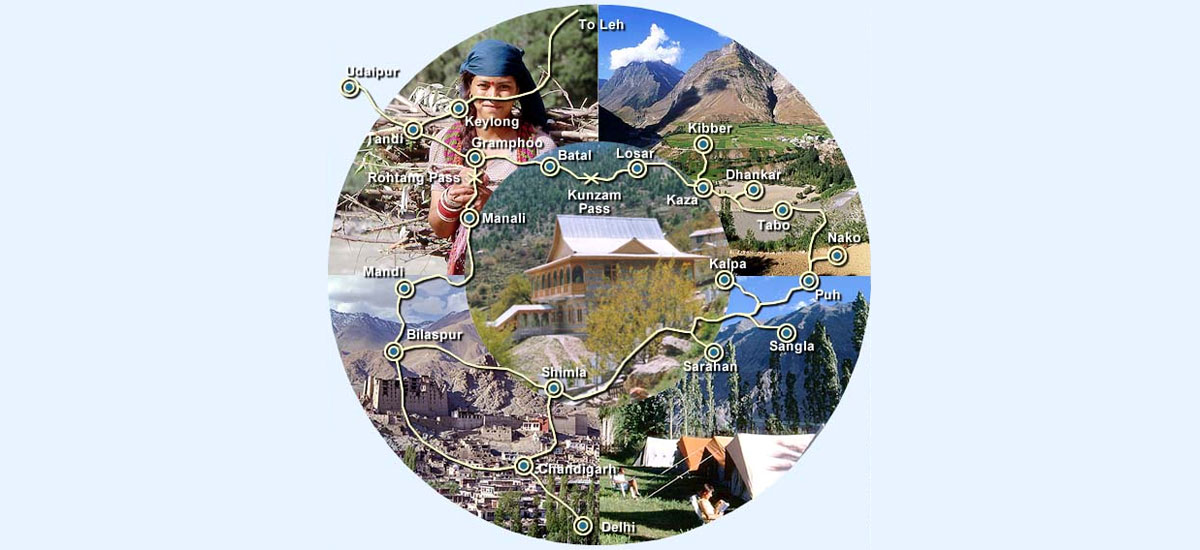 To Leh
Udaipur
Keylong
Kibber
Tandi
Gramphoo
Batal
Losar
Rohtang Pass
Kunzam
Pass
Kaza
Dhankar
Tabo
Manali
Nako
Mandi
Kalpa
Puh
Bilaspur
Sangla
Sarahan
Shimla
Chandigarh
Delhi